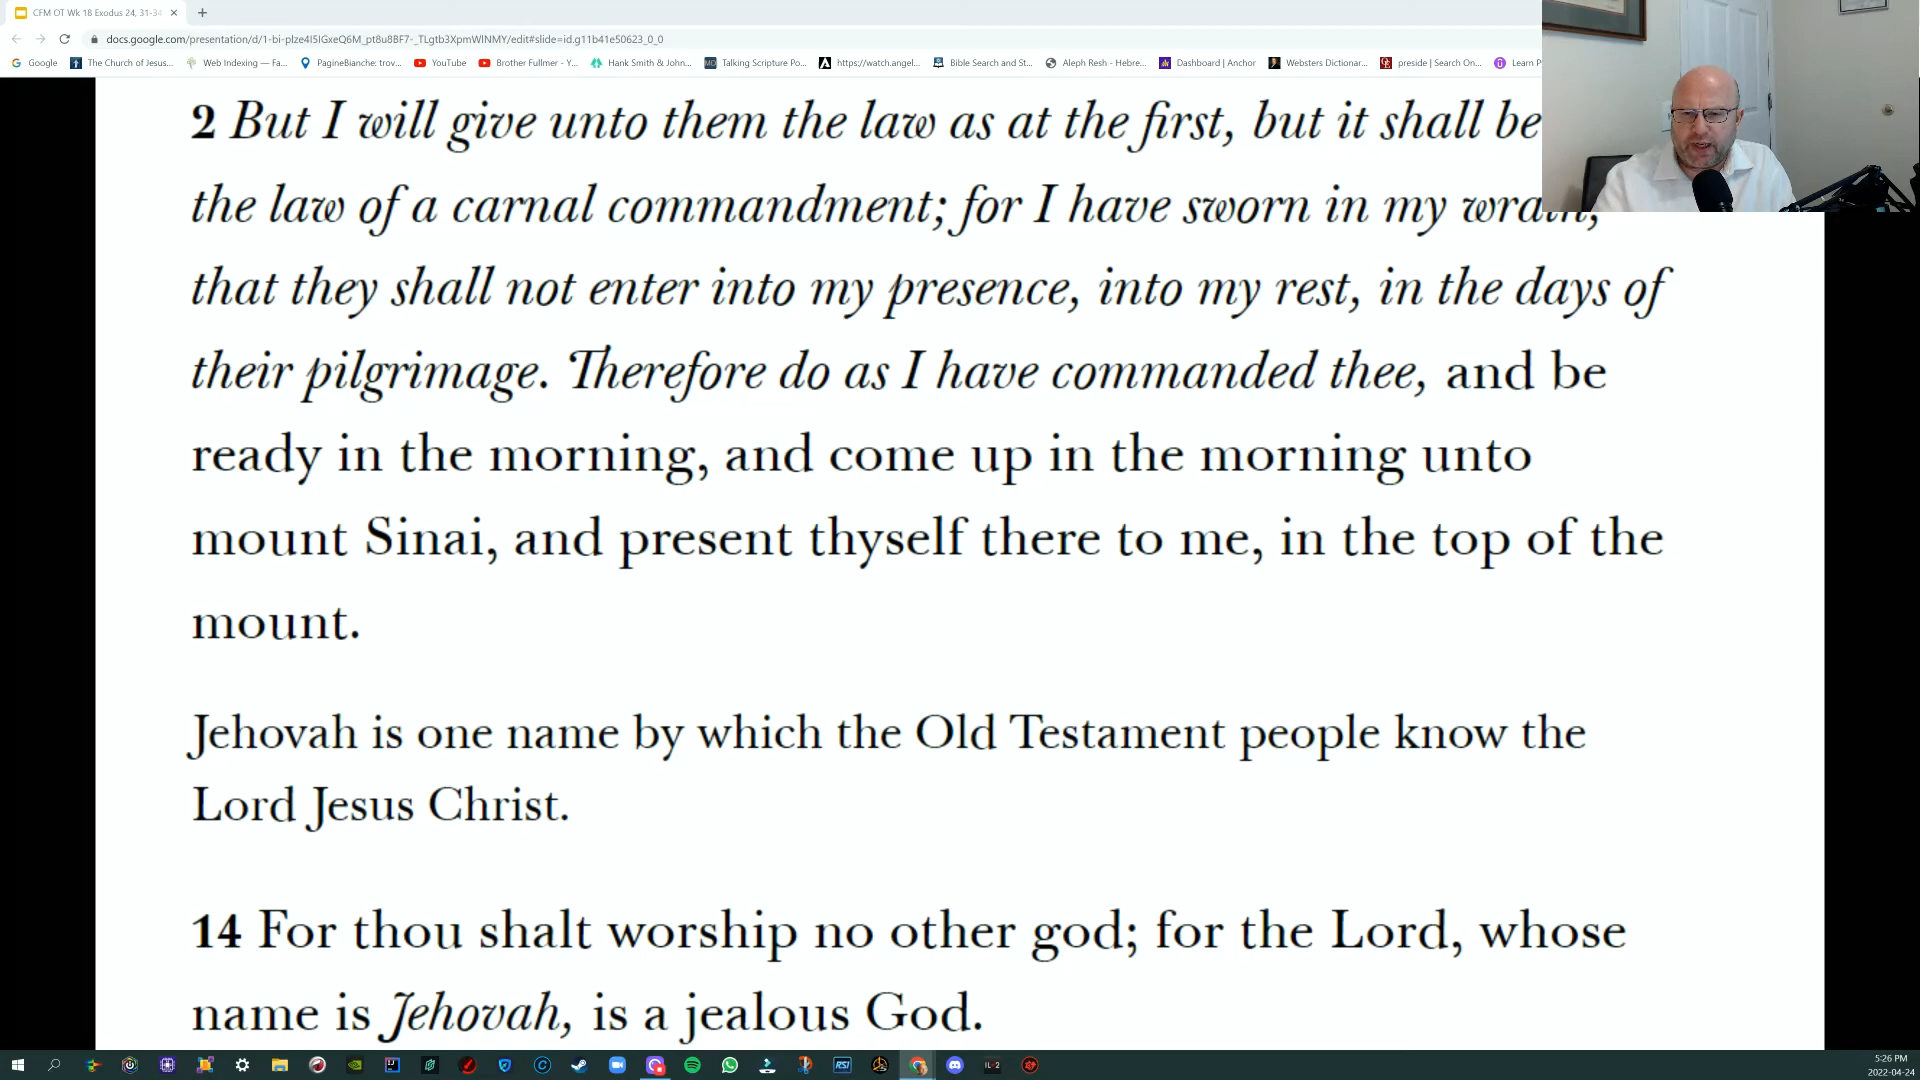 CFM OT Wk 18 Exodus 24, 31-34
docs.google.com/presentation/d/1-bi-plze4I5IGxeQ6M_pt8u8BF7-_TLgtb3XpmWlNMY/edit#slide=id.g11b41e50623_0_0
Google The Church of Jesus... Web Indexing — Fa... PagineBianche: trov... YouTube Brother Fullmer - Y... Hank Smith & John... Talking Scripture Po... https://watch.angel... Bible Search and St... Aleph Resh - Hebre... Dashboard | Anchor Websters Dictionar... preside | Search On... Learn P
2 But I will give unto them the law as at the first, but it shall be
the law of a carnal commandment; for I have sworn in my wrath,
that they shall not enter into my presence, into my rest, in the days of
their pilgrimage. Therefore do as I have commanded thee, and be
ready in the morning, and come up in the morning unto
mount Sinai, and present thyself there to me, in the top of the
mount.
Jehovah is one name by which the Old Testament people know the
Lord Jesus Christ.
14 For thou shalt worship no other god; for the Lord, whose
name is Jehovah, is a jealous God.
5:26 PM
2022-04-24